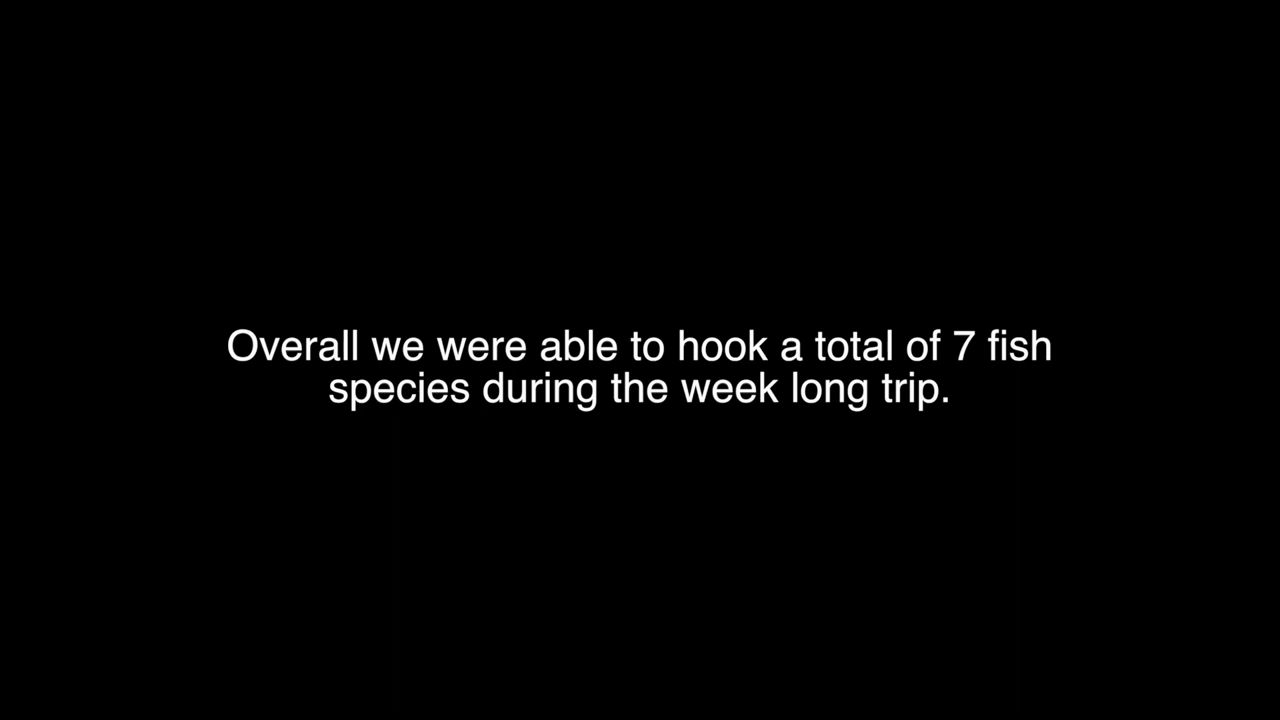 Overall we were able to hook a total of 7 fish
species during the week long trip.